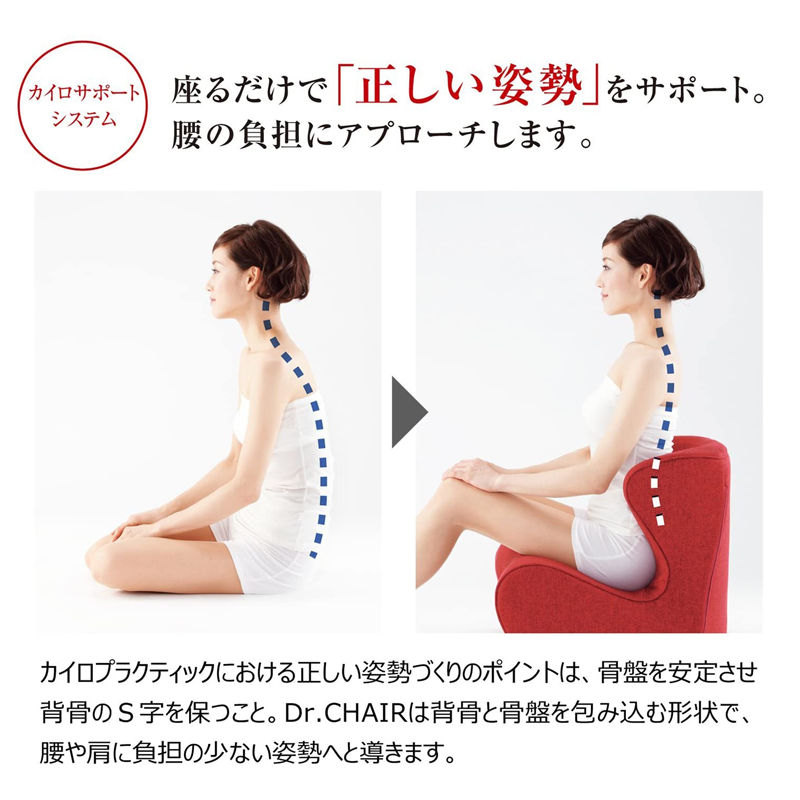 カイロサポート
システム
座るだけで「正しい姿勢」をサポート。
腰の負担にアプローチします。
カイロプラクティックにおける正しい姿勢づくりのポイントは、骨盤を安定させ
背骨のS字を保つこと。Dr.CHAIRは背骨と骨盤を包み込む形状で、
腰や肩に負担の少ない姿勢へと導きます。